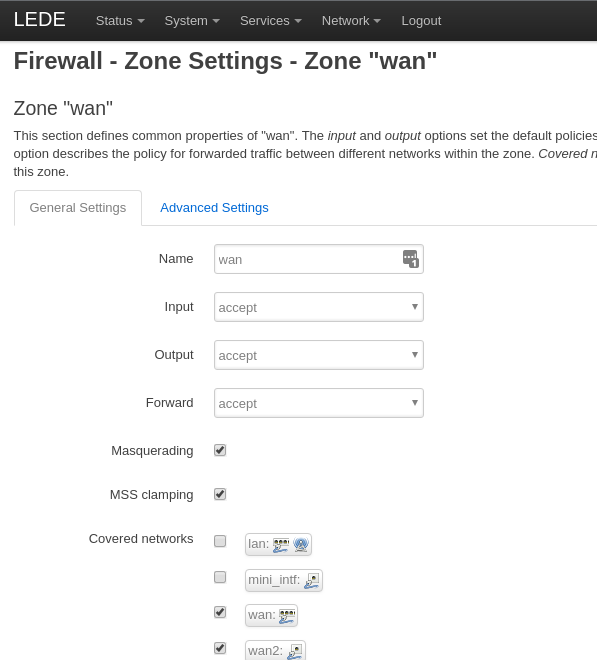 LEDE Status System Services Network Logout
Firewall - Zone Settings - Zone "wan"
Zone "wan"
This section defines common properties of "wan". The input and output options set the default policies
option describes the policy for forwarded traffic between different networks within the zone. Covered n
this zone.
General Settings Advanced Settings
Name wan 1
Input accept
Output accept
Forward accept
Masquerading
MSS clamping
Covered networks lan:
mini_intf:
wan:
wan2: